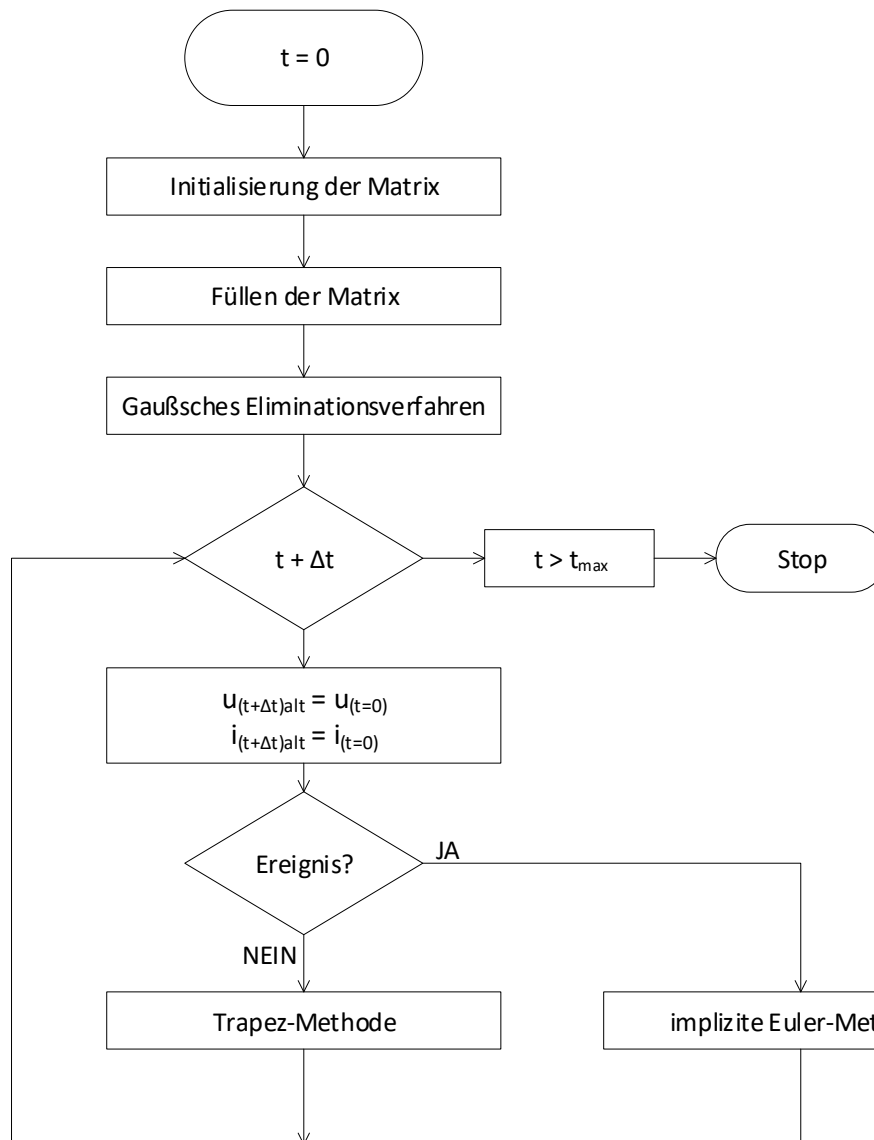 t = 0
Initialisierung der Matrix
Füllen der Matrix
Gaußsches Eliminationsverfahren
t + Δt
t > tmax
Stop
u(t+Δt)alt = u(t=0)
i(t+Δt)alt = i(t=0)
Ereignis?
JA
NEIN
Trapez-Methode
implizite Euler-Met